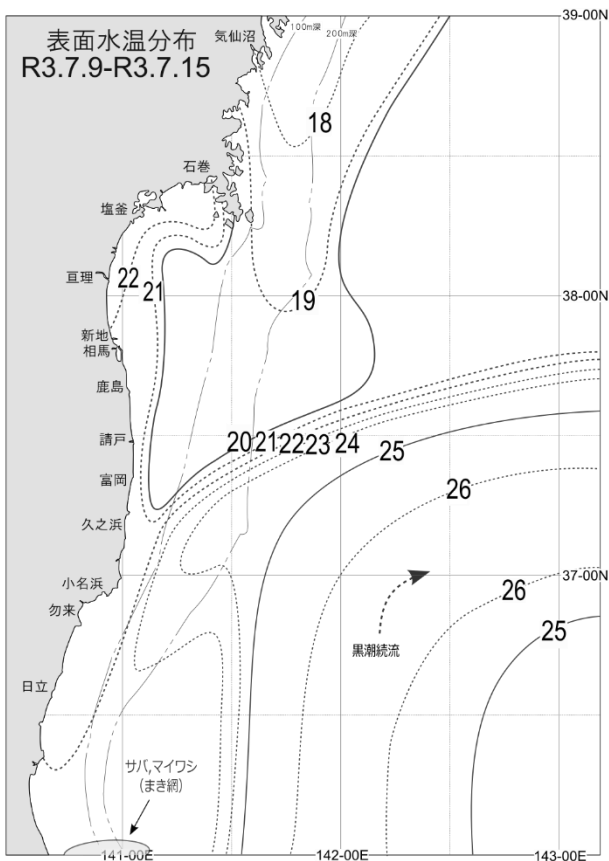 表面水温分布
R3.7.9-R3.7.15
気仙沼
100m深
200m深
39-00N
18
石巻
塩釜
亘理
22
21
19
38-00N
新地
相馬
鹿島
請戸
20
21
22
23
24
25
富岡
26
久之浜
37-00N
小名浜
26
勿来
25
黒潮続流
日立
サバ,マイワシ
(まき網)
141-00E
142-00E
143-00E